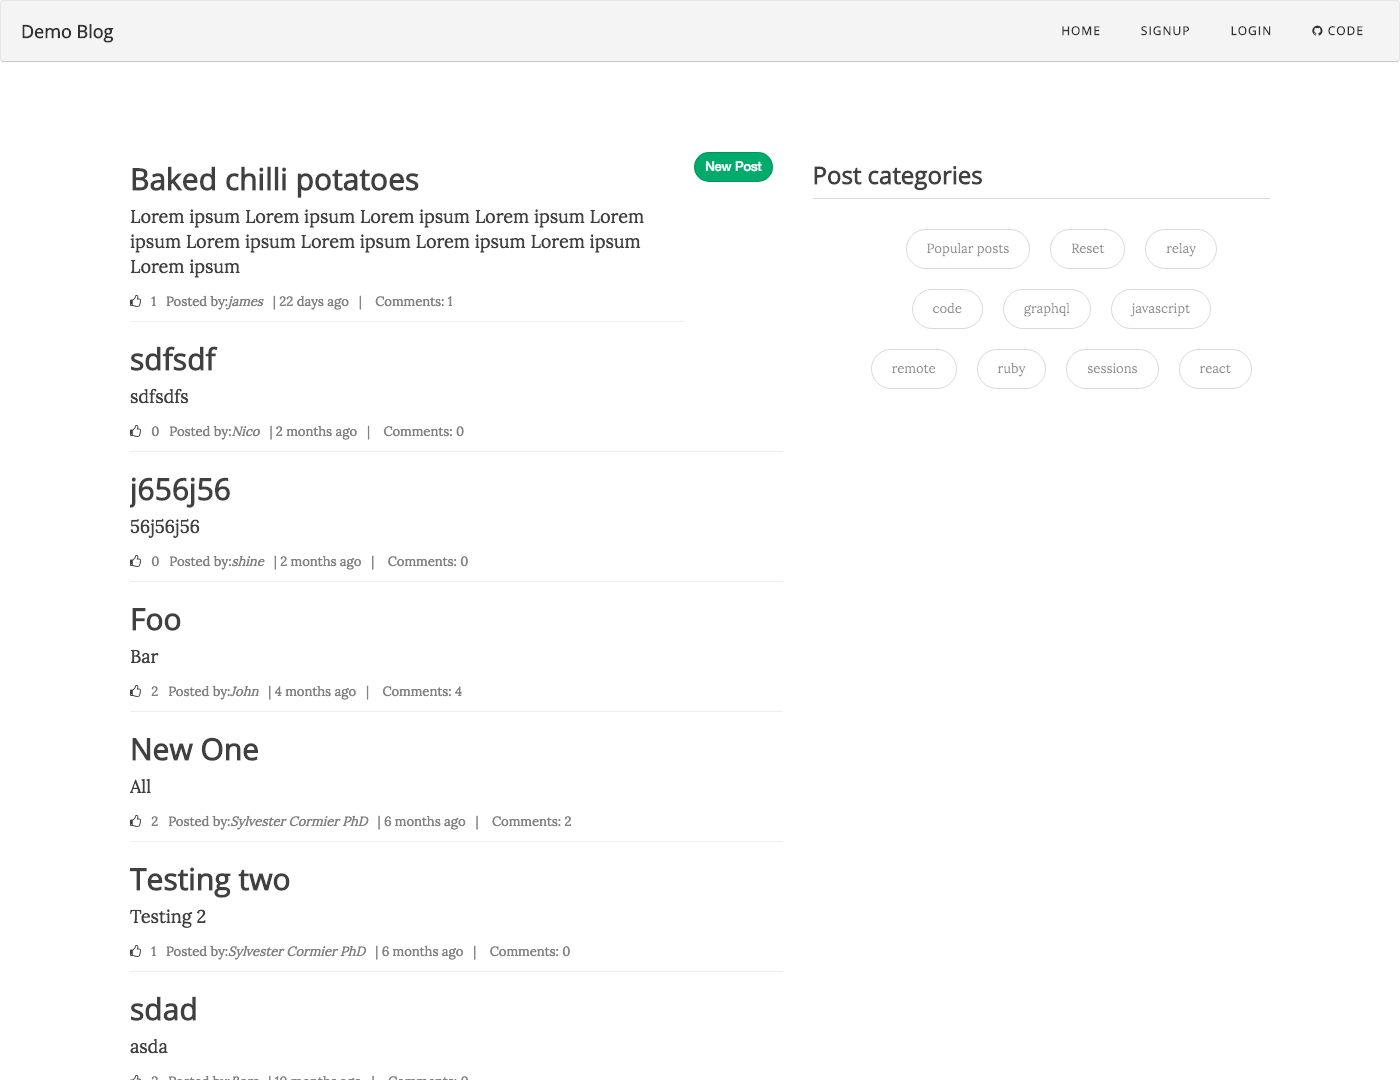 Demo Blog
HOME
SIGNUP
LOGIN
CODE
Baked chilli potatoes
New Post
Lorem ipsum Lorem ipsum Lorem ipsum Lorem ipsum Lorem
ipsum Lorem ipsum Lorem ipsum Lorem ipsum Lorem ipsum
Lorem ipsum
1 Posted by:james | 22 days ago | Comments: 1
sdfsdf
sdfsdfs
0 Posted by:Nico | 2 months ago | Comments: 0
j656j56
56j56j56
0 Posted by:shine | 2 months ago | Comments: 0
Foo
Bar
2 Posted by:John | 4 months ago | Comments: 4
New One
All
2 Posted by:Sylvester Cormier PhD | 6 months ago | Comments: 2
Testing two
Testing 2
1 Posted by:Sylvester Cormier PhD | 6 months ago | Comments: 0
sdad
asda
Post categories
Popular posts
Reset
relay
code
graphql
javascript
remote
ruby
sessions
react